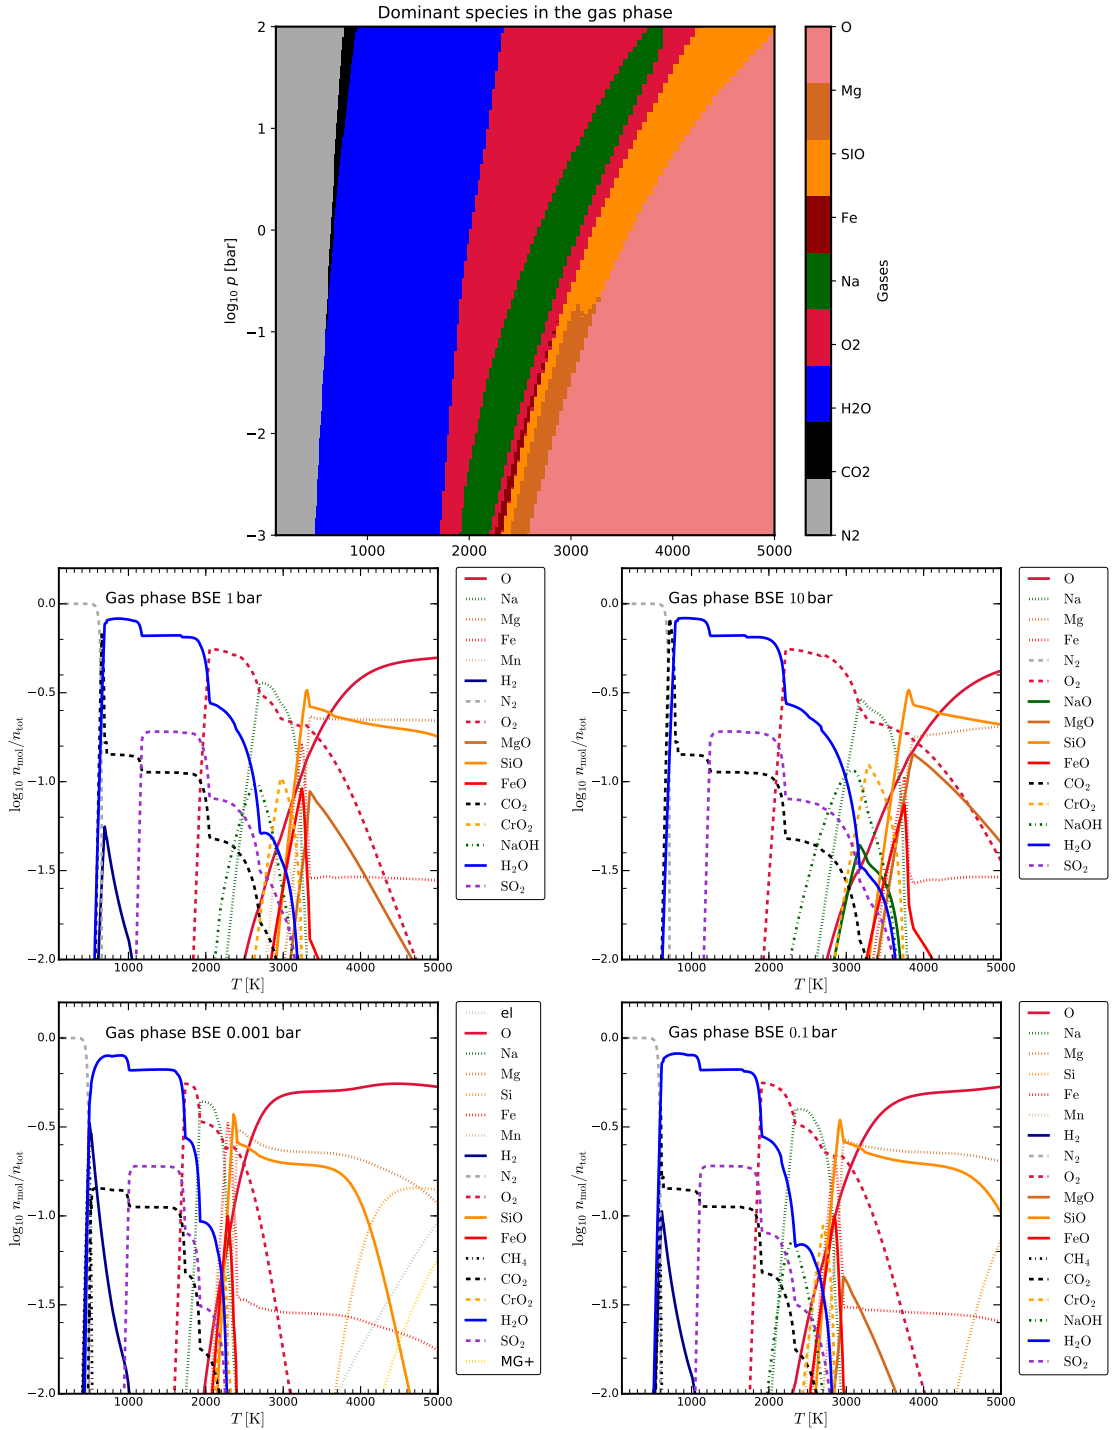 Dominant species in the gas phase
2
1
0
−1
−2
−3
log₁₀ p [bar]
1000
2000
3000
4000
5000
O
Mg
SIO
Fe
Na
O2
H2O
CO2
N2
Gases
Gas phase BSE 1 bar
0.0
−0.5
−1.0
−1.5
−2.0
log₁₀ n_mol/n_tot
1000
2000
3000
4000
5000
T [K]
O
Na
Mg
Fe
Mn
H₂
N₂
O₂
MgO
SiO
FeO
CO₂
CrO₂
NaOH
H₂O
SO₂
Gas phase BSE 10 bar
0.0
−0.5
−1.0
−1.5
−2.0
log₁₀ n_mol/n_tot
1000
2000
3000
4000
5000
T [K]
O
Na
Mg
Fe
N₂
O₂
NaO
MgO
SiO
FeO
CO₂
CrO₂
NaOH
H₂O
SO₂
Gas phase BSE 0.001 bar
0.0
−0.5
−1.0
−1.5
−2.0
log₁₀ n_mol/n_tot
1000
2000
3000
4000
5000
T [K]
el
O
Na
Mg
Si
Fe
Mn
H₂
N₂
O₂
SiO
FeO
CH₄
CO₂
CrO₂
H₂O
SO₂
MG+
Gas phase BSE 0.1 bar
0.0
−0.5
−1.0
−1.5
−2.0
log₁₀ n_mol/n_tot
1000
2000
3000
4000
5000
T [K]
O
Na
Mg
Si
Fe
Mn
H₂
N₂
O₂
MgO
SiO
FeO
CH₄
CO₂
CrO₂
NaOH
H₂O
SO₂